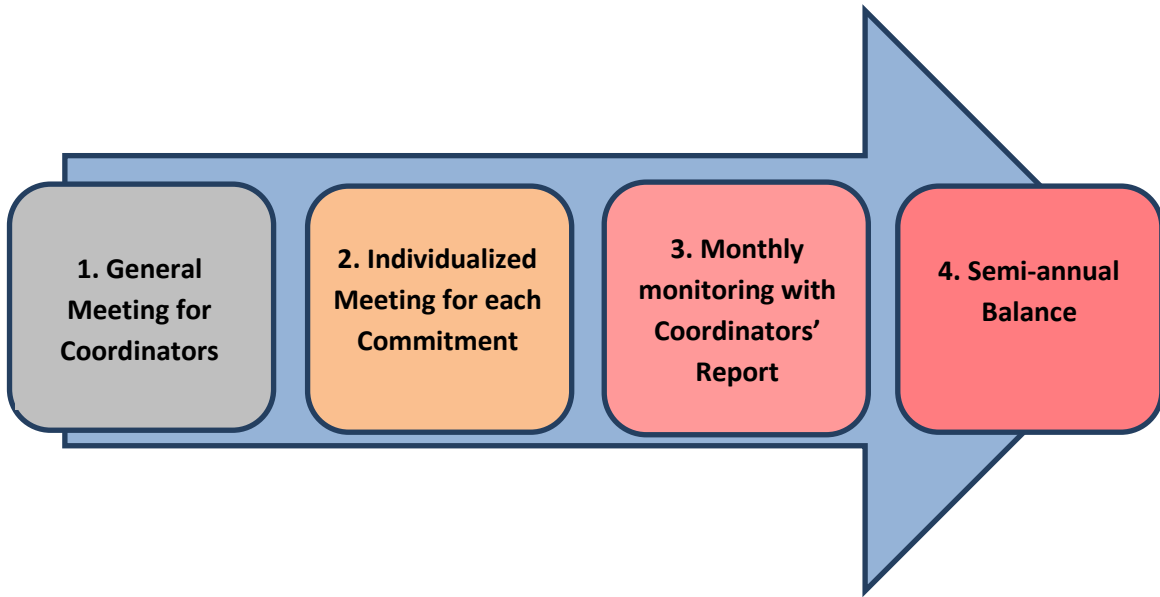 1. General
Meeting for
Coordinators
2. Individualized
Meeting for each
Commitment
3. Monthly
monitoring with
Coordinators’
Report
4. Semi-annual
Balance